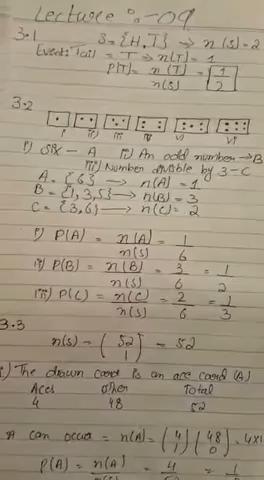 Lecture :-09
3.1 S = {H,T} ⇒ n(S) = 2
Event: Tail = T ⇒ n(T) = 1
P(T) = n(T)/n(S) = 1/2
3.2
i ii) iii) iv) v) vi)
i) Six - A ii) An odd number → B
iii) Number divisible by 3 - C
A = {6} → n(A) = 1
B = {1,3,5} → n(B) = 3
C = {3,6} → n(C) = 2
i) P(A) = n(A)/n(S) = 1/6
ii) P(B) = n(B)/n(S) = 3/6 = 1/2
iii) P(C) = n(C)/n(S) = 2/6 = 1/3
3.3
n(S) = (52 1) = 52
i) The drawn card is an ace card (A)
Aces Other Total
4 48 52
A can occur = n(A) = (4 1)(48 0) = 4×1
P(A) = n(A)/n(S) = 4